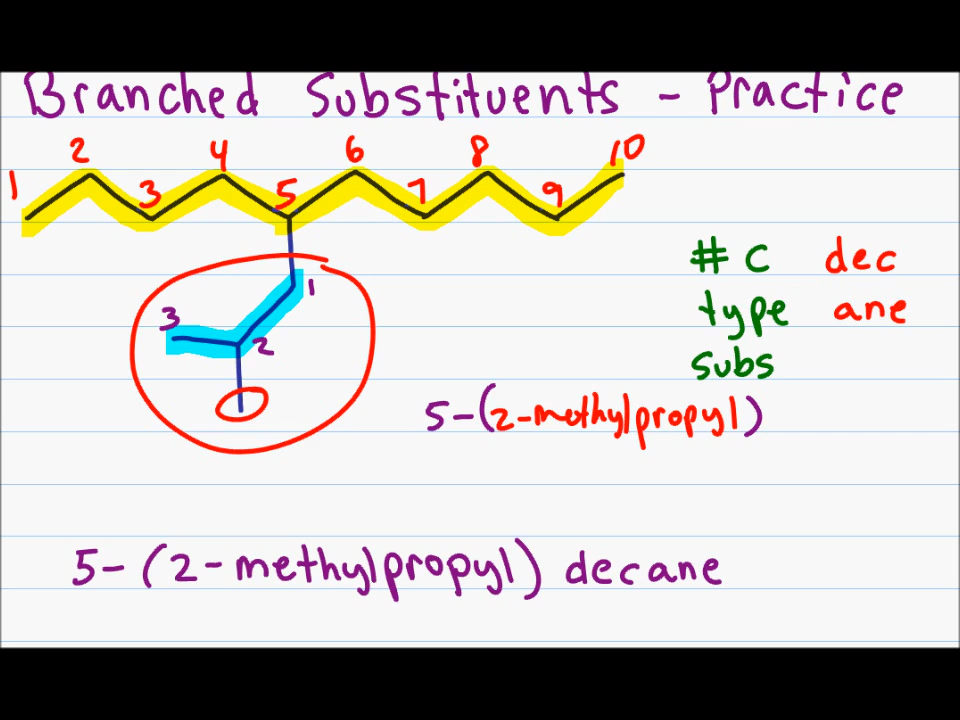 Branched Substituents - Practice
1 2 3 4 5 6 7 8 9 10
# C dec
type ane
subs
1
3
2
5-(2-methylpropyl)
5-(2-methylpropyl) decane